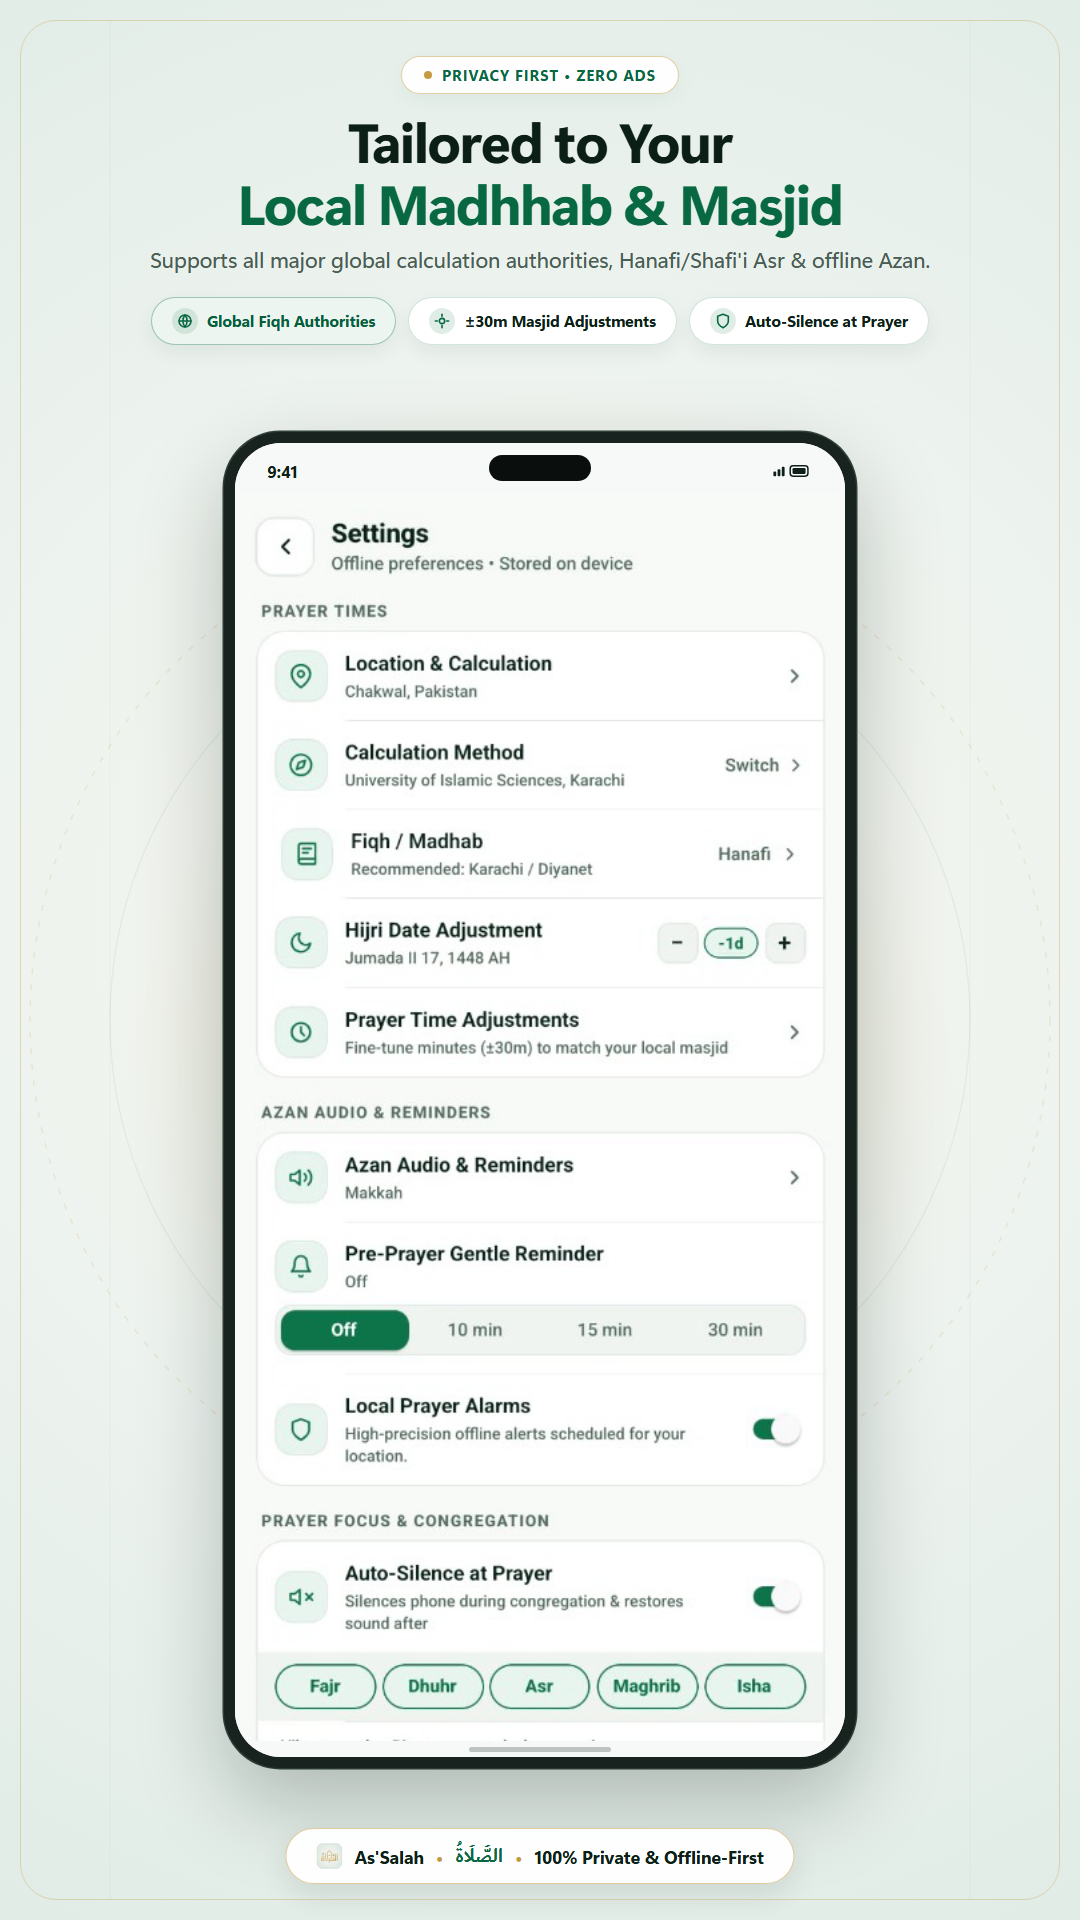 PRIVACY FIRST • ZERO ADS
Tailored to Your
Local Madhhab & Masjid
Supports all major global calculation authorities, Hanafi/Shafi'i Asr & offline Azan.
Global Fiqh Authorities
±30m Masjid Adjustments
Auto-Silence at Prayer
9:41
Settings
Offline preferences • Stored on device
PRAYER TIMES
Location & Calculation
Chakwal, Pakistan
Calculation Method
University of Islamic Sciences, Karachi
Switch
Fiqh / Madhab
Recommended: Karachi / Diyanet
Hanafi
Hijri Date Adjustment
Jumada II 17, 1448 AH
− -1d +
Prayer Time Adjustments
Fine-tune minutes (±30m) to match your local masjid
AZAN AUDIO & REMINDERS
Azan Audio & Reminders
Makkah
Pre-Prayer Gentle Reminder
Off
Off 10 min 15 min 30 min
Local Prayer Alarms
High-precision offline alerts scheduled for your
location.
PRAYER FOCUS & CONGREGATION
Auto-Silence at Prayer
Silences phone during congregation & restores
sound after
Fajr Dhuhr Asr Maghrib Isha
As'Salah • الصَّلَاةُ • 100% Private & Offline-First